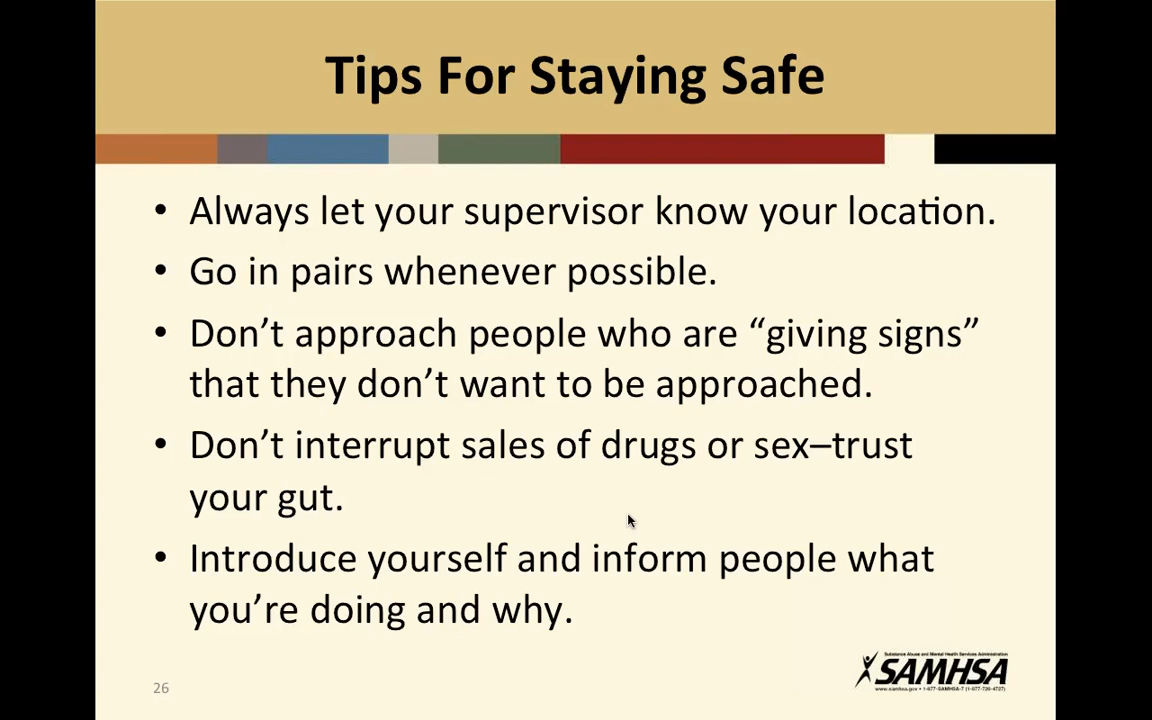 Tips For Staying Safe
• Always let your supervisor know your location.
• Go in pairs whenever possible.
• Don’t approach people who are “giving signs”
that they don’t want to be approached.
• Don’t interrupt sales of drugs or sex–trust
your gut.
• Introduce yourself and inform people what
you’re doing and why.
Substance Abuse and Mental Health Services Administration
SAMHSA
www.samhsa.gov • 1-877-SAMHSA-7 (1-877-726-4727)
26